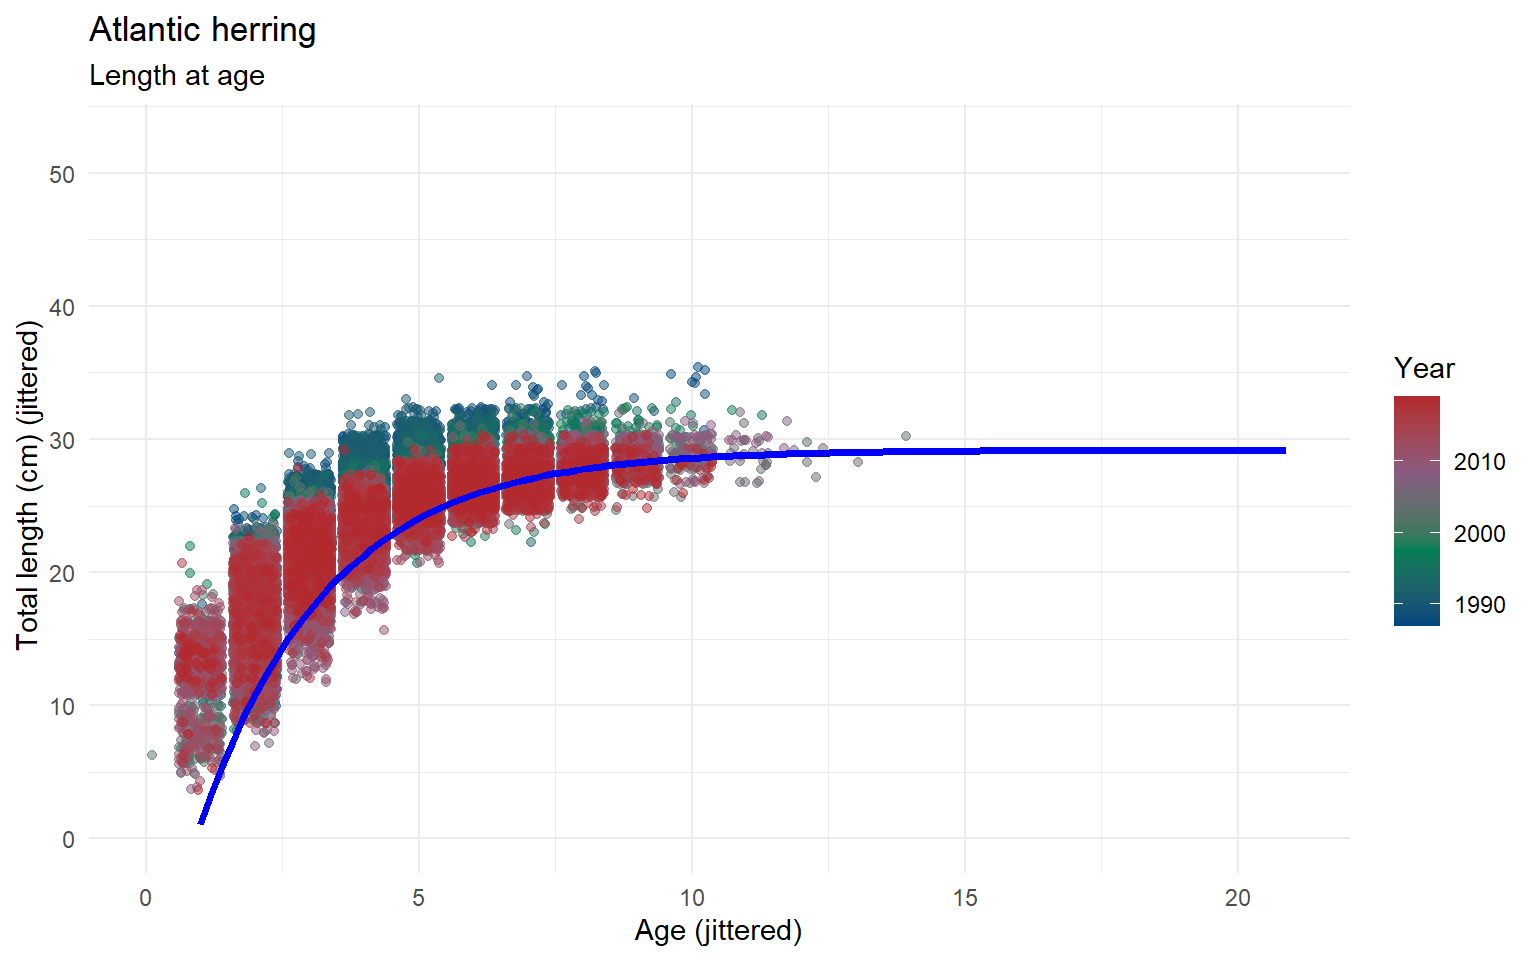 Atlantic herring
Length at age
Total length (cm) (jittered)
50
40
30
20
10
0
0 5 10 15 20
Age (jittered)
Year
2010
2000
1990